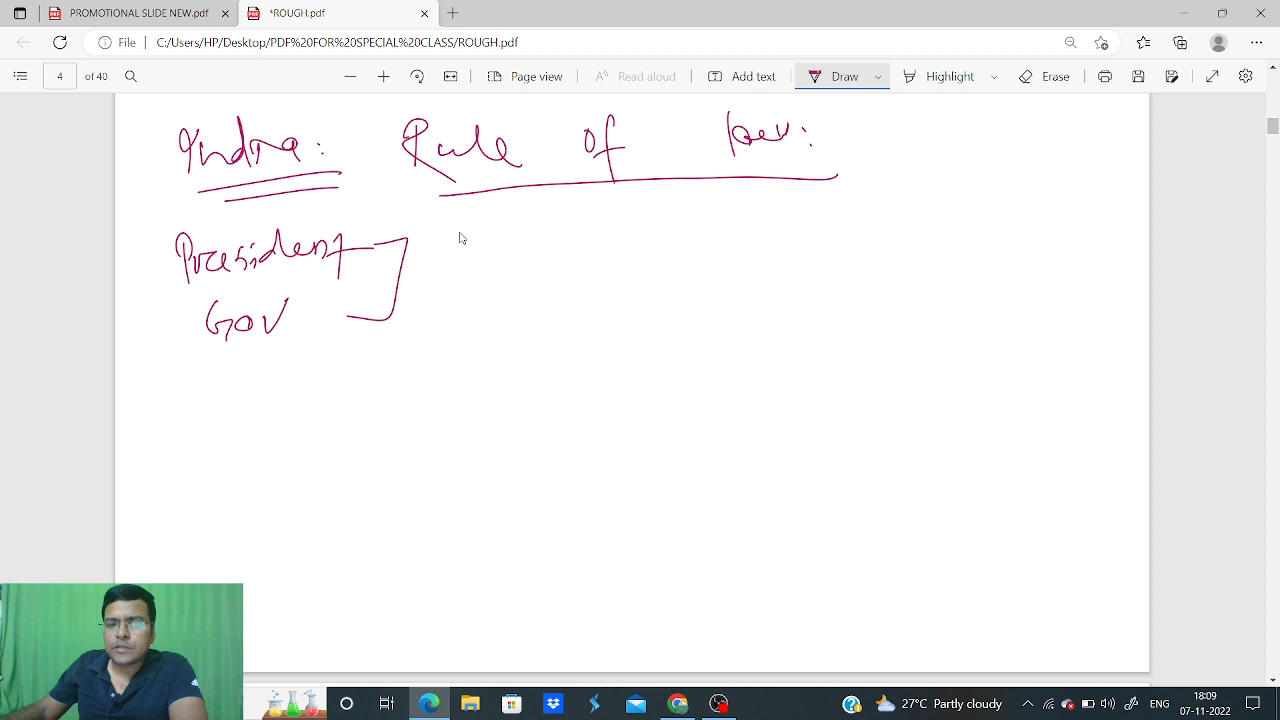 PROMOTIONAL SLIDE NEW.pdf
*ROUGH.pdf
File C:/Users/HP/Desktop/PDF%20FOR%20SPECIAL%20CLASS/ROUGH.pdf
4 of 40 Page view Read aloud Add text Draw Highlight Erase
India: Rule of
President
Gov
27°C Partly cloudy ENG 18:09
07-11-2022